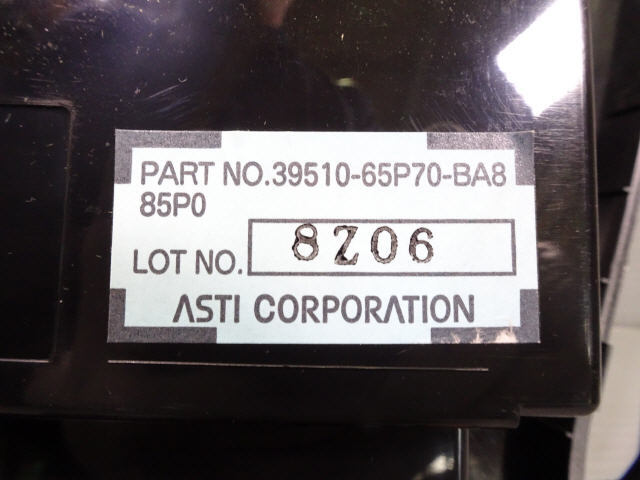 PART NO.39510-65P70-BA8
85P0
LOT NO. 8Z06
ASTI CORPORATION